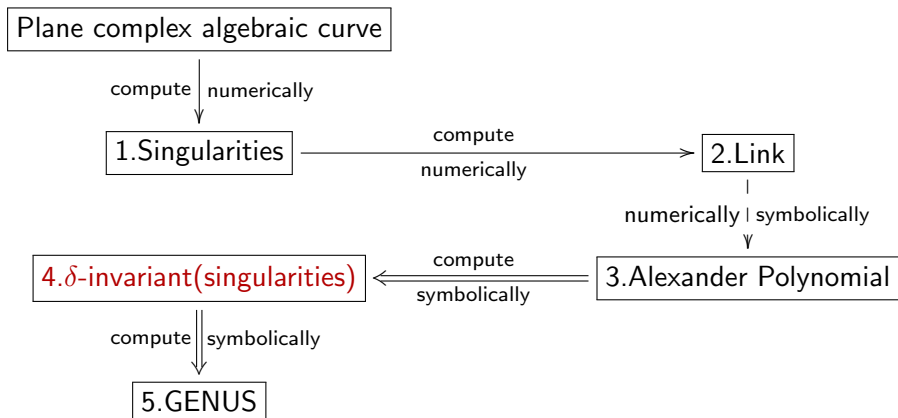 Plane complex algebraic curve
compute numerically
1.Singularities
compute
numerically
2.Link
numerically symbolically
3.Alexander Polynomial
compute
symbolically
4.δ-invariant(singularities)
compute symbolically
5.GENUS